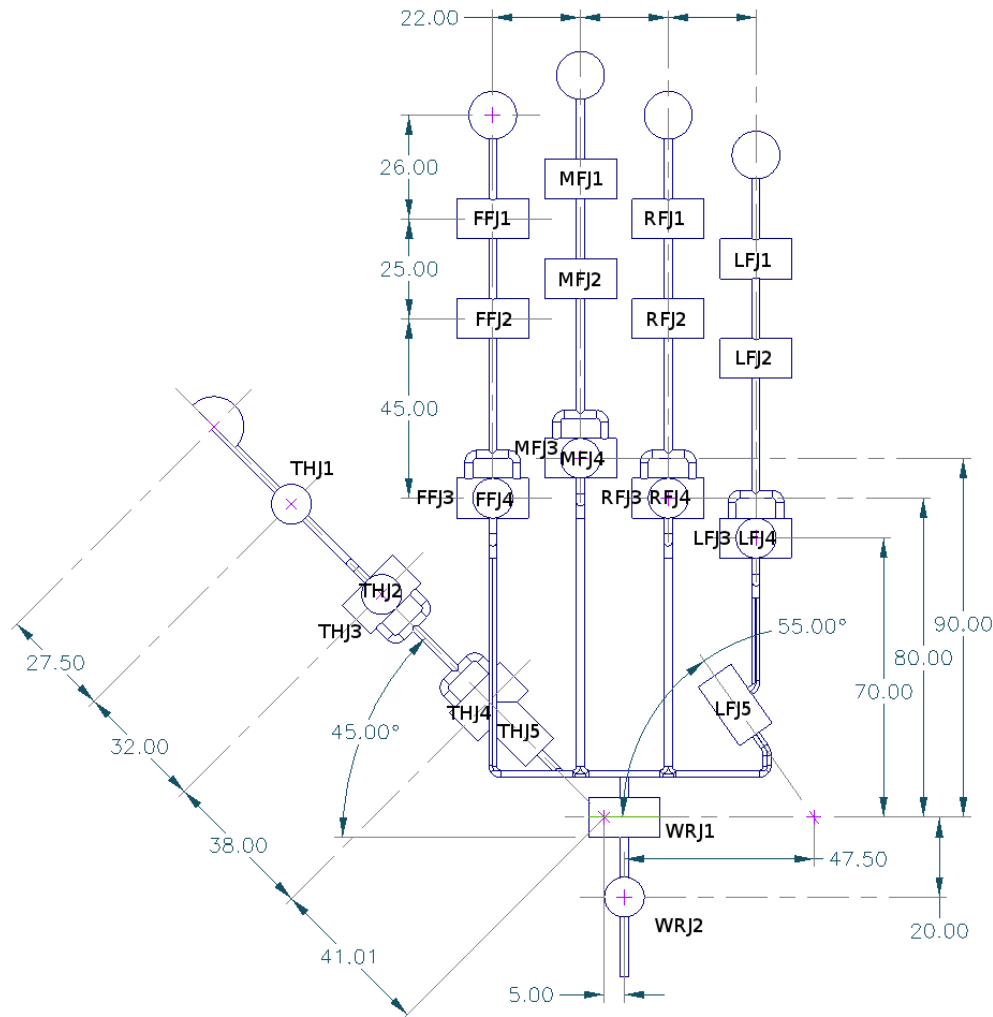 22.00
26.00
MFJ1
FFJ1
RFJ1
25.00
LFJ1
MFJ2
FFJ2
RFJ2
LFJ2
45.00
MFJ3
MFJ4
THJ1
FFJ3
FFJ4
RFJ3
RFJ4
LFJ3
LFJ4
THJ2
THJ3
55.00°
90.00
80.00
27.50
70.00
THJ4
LFJ5
45.00°
THJ5
32.00
WRJ1
38.00
47.50
WRJ2
20.00
41.01
5.00